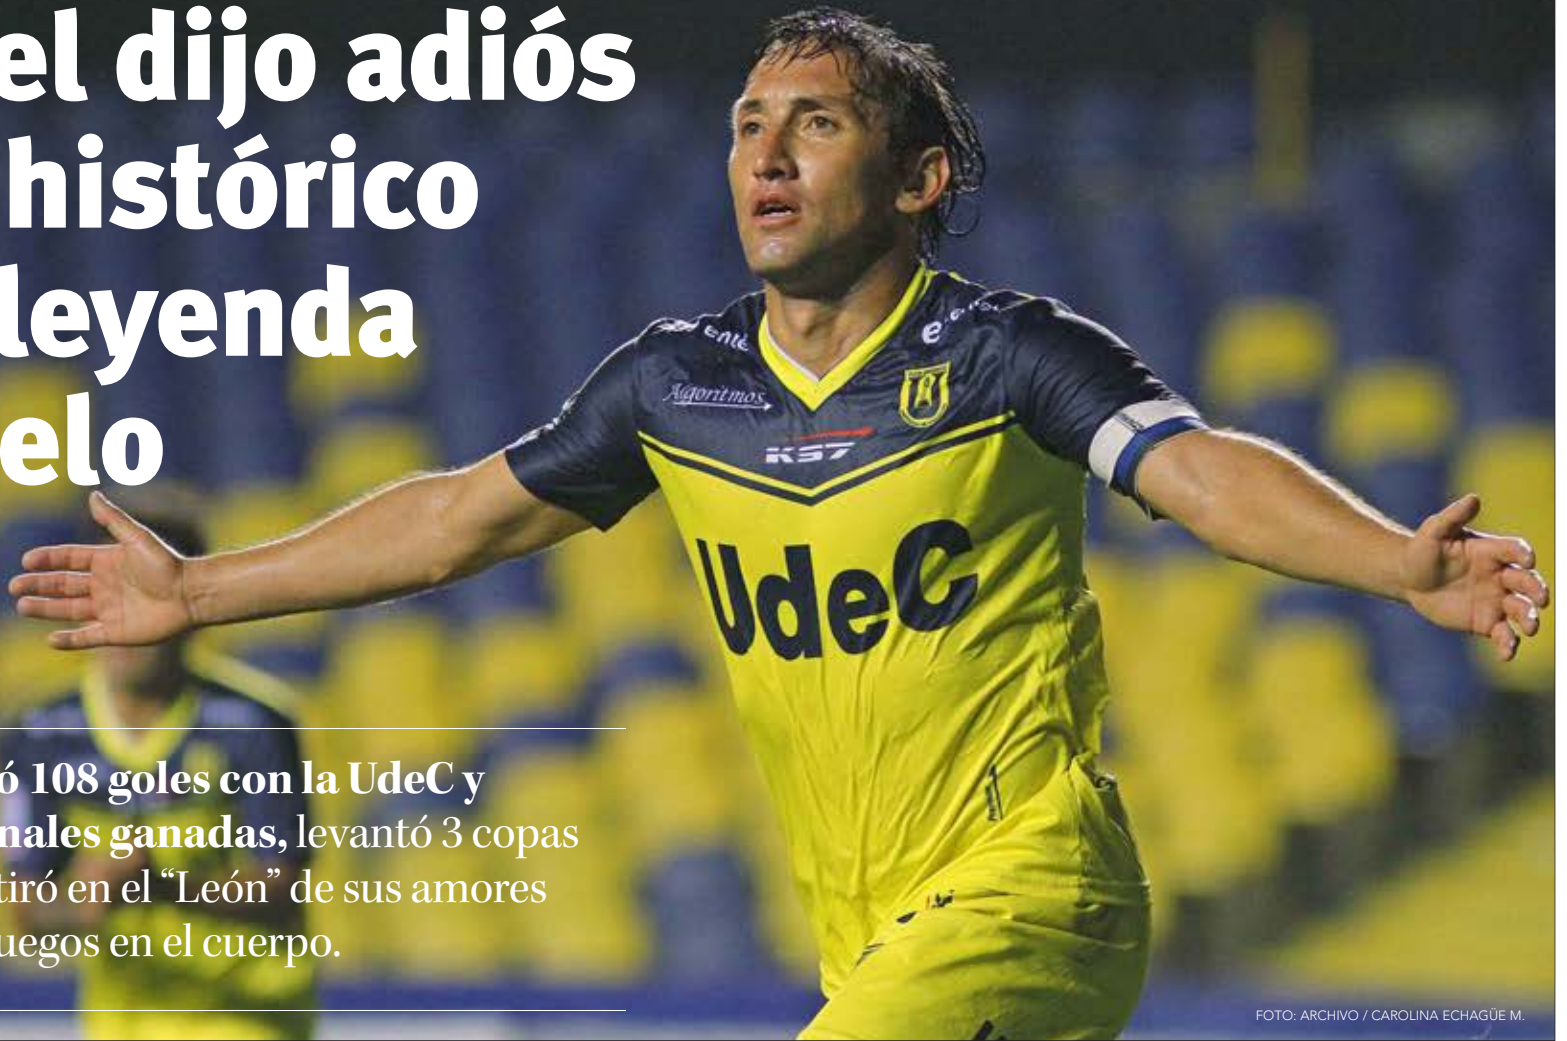 el dijo adiós
histórico
leyenda
elo
ó 108 goles con la UdeC y
nales ganadas, levantó 3 copas
tiró en el “León” de sus amores
uegos en el cuerpo.
Algoritmos
KS7
UdeC
FOTO: ARCHIVO / CAROLINA ECHAGÜE M.